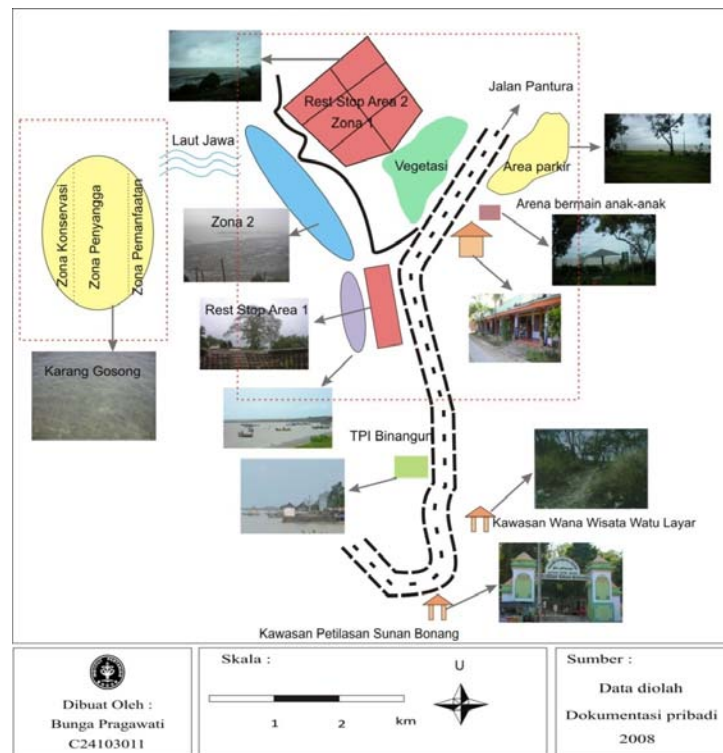 Rest Stop Area 2
Zona 1
Jalan Pantura
Laut Jawa
Vegetasi
Area parkir
Zona Konservasi
Zona Penyangga
Zona Pemanfaatan
Arena bermain anak-anak
Zona 2
Rest Stop Area 1
Karang Gosong
TPI Binangun
Kawasan Wana Wisata Watu Layar
Kawasan Petilasan Sunan Bonang
Dibuat Oleh :
Bunga Pragawati
C24103011
Skala :
1 2 km
U
Sumber :
Data diolah
Dokumentasi pribadi
2008